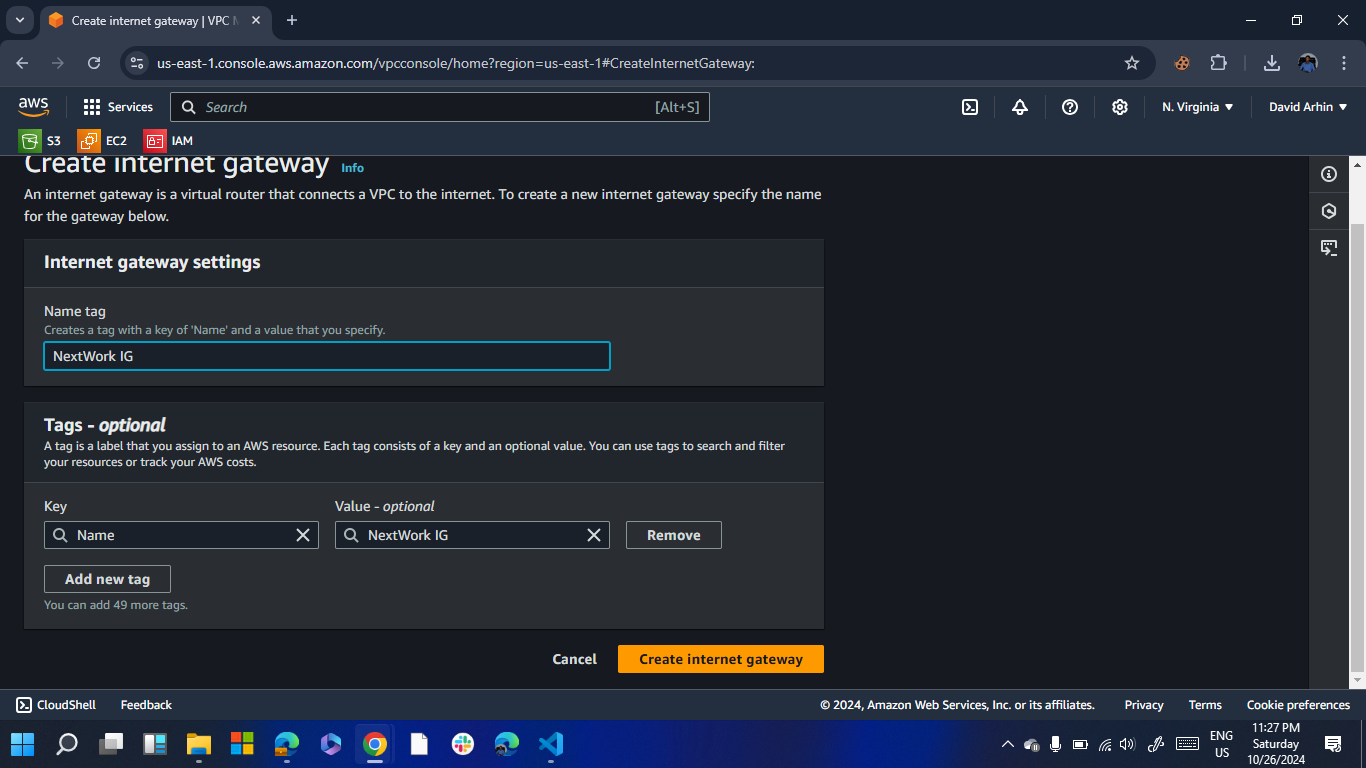 Create internet gateway | VPC M
us-east-1.console.aws.amazon.com/vpcconsole/home?region=us-east-1#CreateInternetGateway:
aws
Services
Search
[Alt+S]
N. Virginia
David Arhin
S3
EC2
IAM
Create internet gateway Info
An internet gateway is a virtual router that connects a VPC to the internet. To create a new internet gateway specify the name
for the gateway below.
Internet gateway settings
Name tag
Creates a tag with a key of 'Name' and a value that you specify.
NextWork IG
Tags - optional
A tag is a label that you assign to an AWS resource. Each tag consists of a key and an optional value. You can use tags to search and filter
your resources or track your AWS costs.
Key
Value - optional
Name
NextWork IG
Remove
Add new tag
You can add 49 more tags.
Cancel
Create internet gateway
CloudShell
Feedback
© 2024, Amazon Web Services, Inc. or its affiliates.
Privacy
Terms
Cookie preferences
ENG
US
11:27 PM
Saturday
10/26/2024